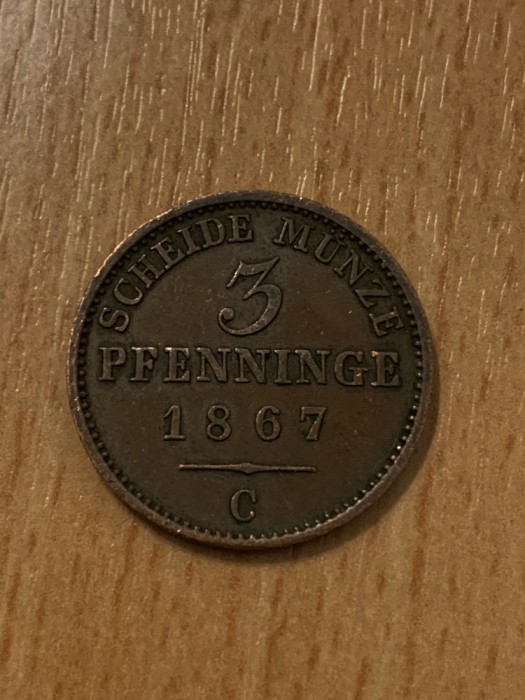 SCHEIDE MÜNZE
3
PFENNINGE
1867
C